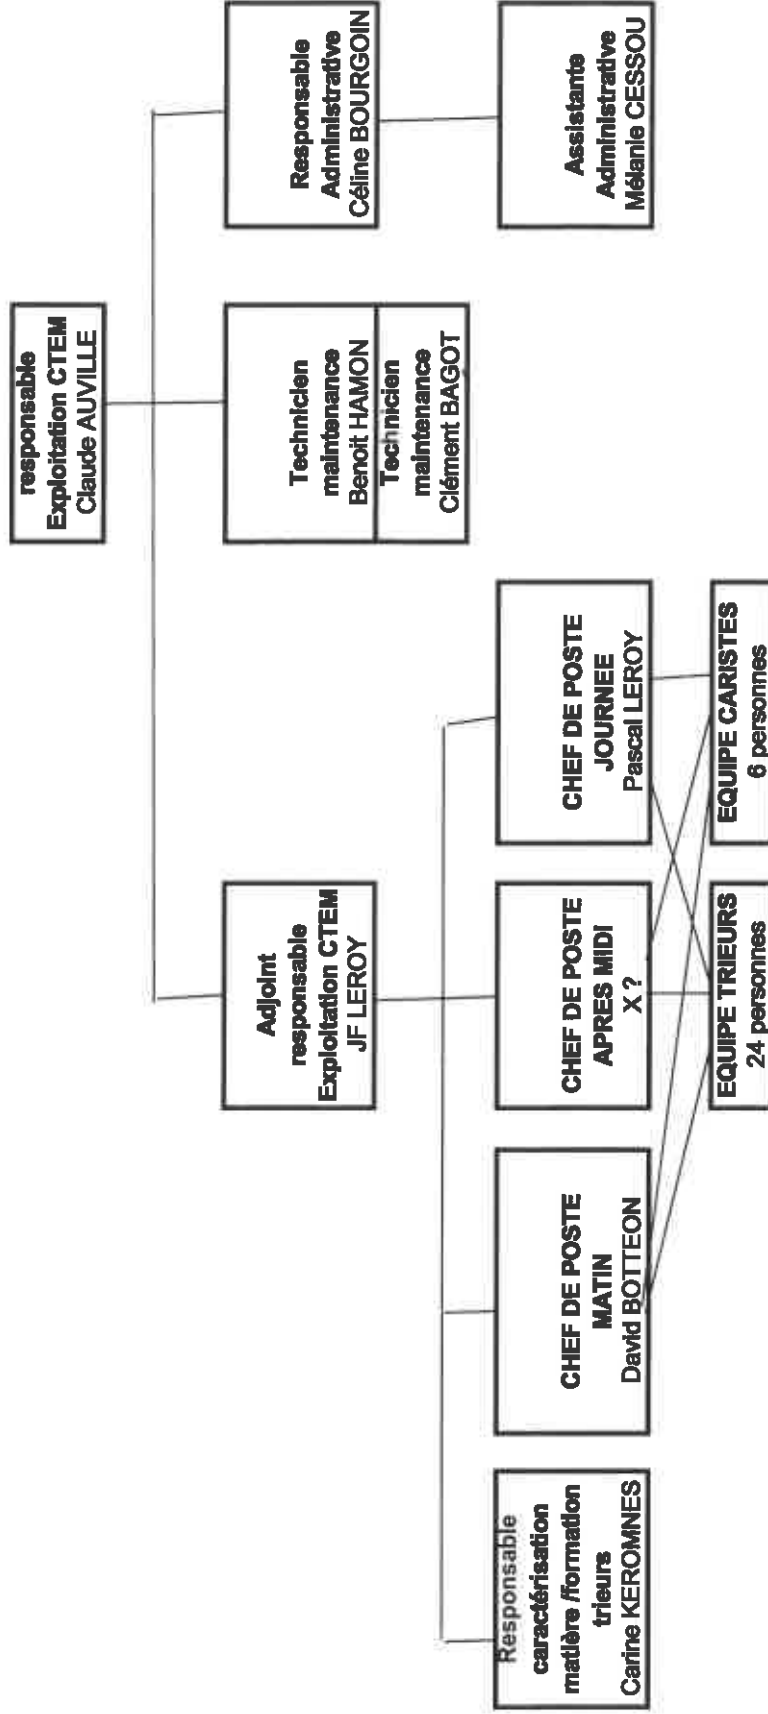 responsable
Exploitation CTEM
Claude AUVILLE
Adjoint
responsable
Exploitation CTEM
JF LEROY
Technicien
maintenance
Benoit HAMON
Technicien
maintenance
Clément BAGOT
Responsable
Administrative
Céline BOURGOIN
Responsable
caractérisation
matière /formation
trieurs
Carine KEROMNES
CHEF DE POSTE
MATIN
David BOTTEON
CHEF DE POSTE
APRES MIDI
X ?
CHEF DE POSTE
JOURNEE
Pascal LEROY
Assistante
Administrative
Mélanie CESSOU
EQUIPE TRIEURS
24 personnes
EQUIPE CARISTES
6 personnes